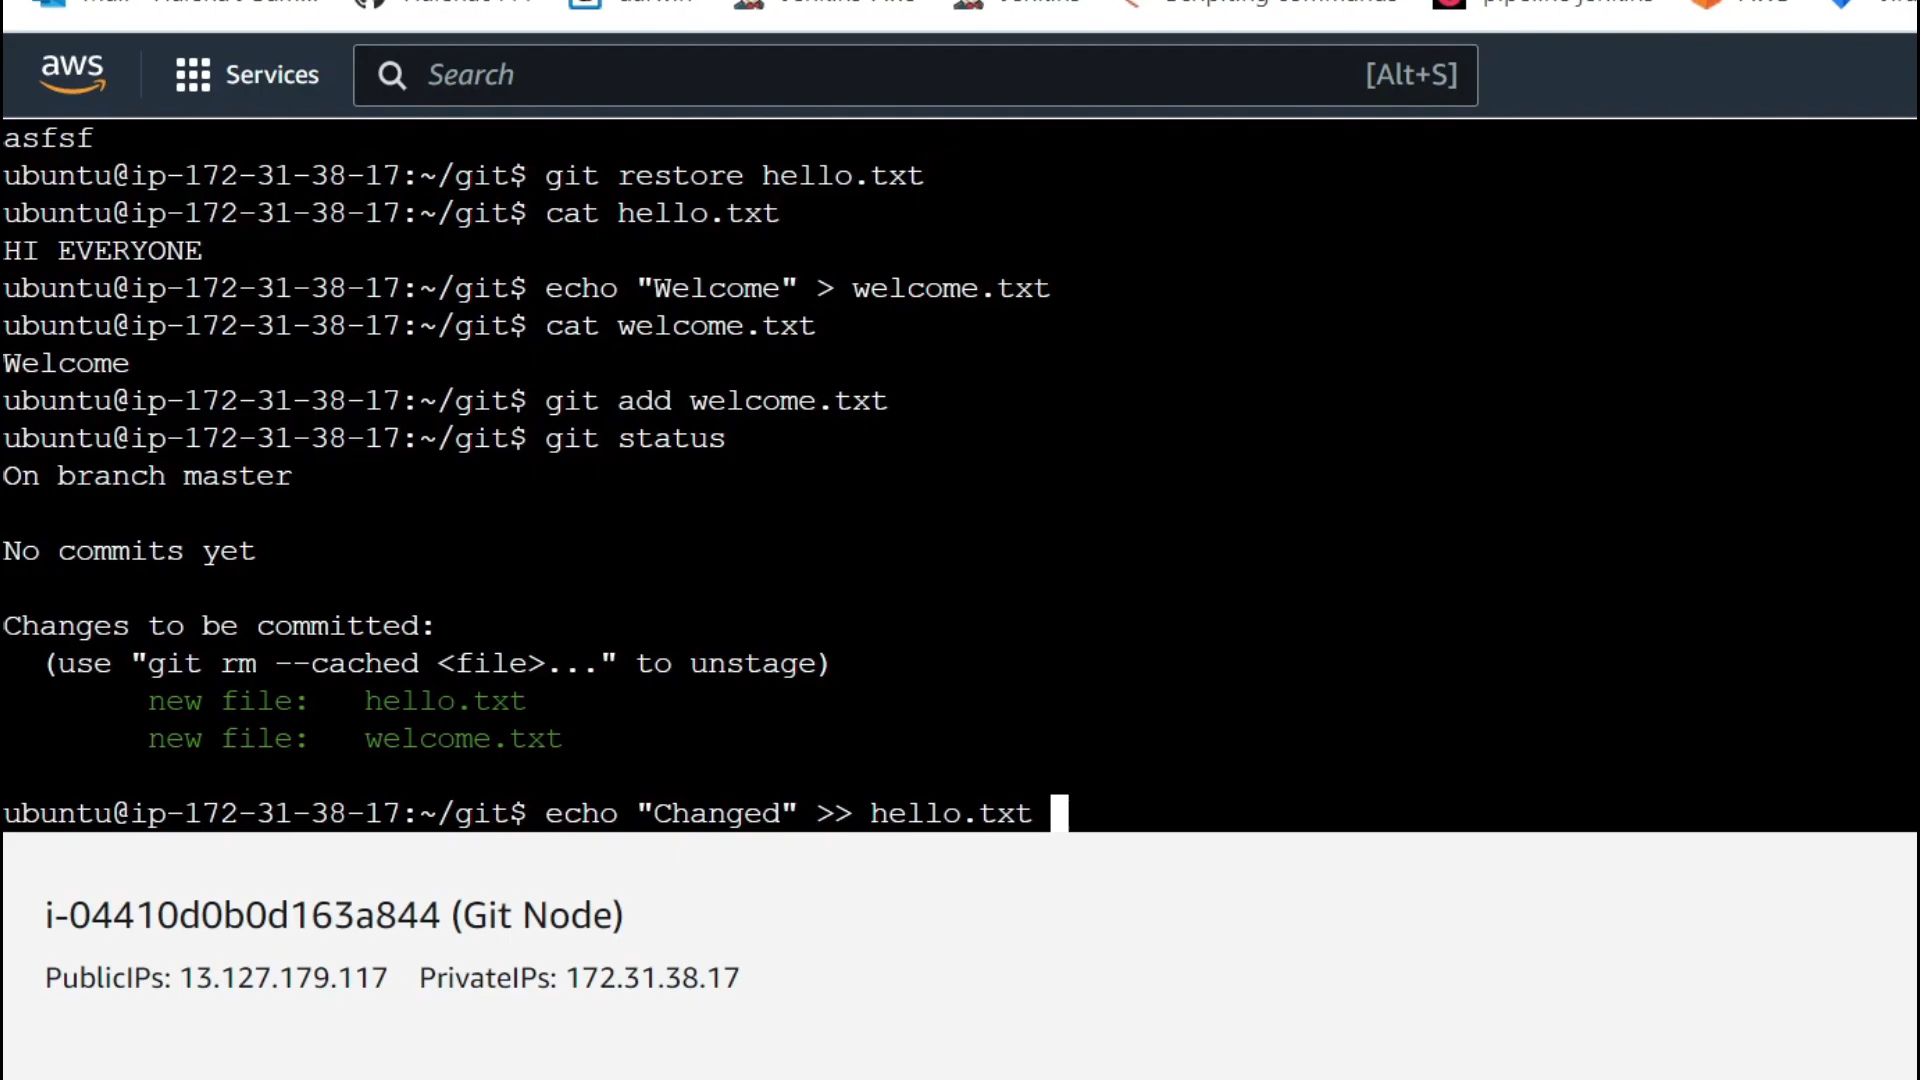 aws Services Search [Alt+S]
asfsf
ubuntu@ip-172-31-38-17:~/git$ git restore hello.txt
ubuntu@ip-172-31-38-17:~/git$ cat hello.txt
HI EVERYONE
ubuntu@ip-172-31-38-17:~/git$ echo "Welcome" > welcome.txt
ubuntu@ip-172-31-38-17:~/git$ cat welcome.txt
Welcome
ubuntu@ip-172-31-38-17:~/git$ git add welcome.txt
ubuntu@ip-172-31-38-17:~/git$ git status
On branch master
No commits yet
Changes to be committed:
(use "git rm --cached <file>..." to unstage)
new file: hello.txt
new file: welcome.txt
ubuntu@ip-172-31-38-17:~/git$ echo "Changed" >> hello.txt
i-04410d0b0d163a844 (Git Node)
PublicIPs: 13.127.179.117 PrivateIPs: 172.31.38.17